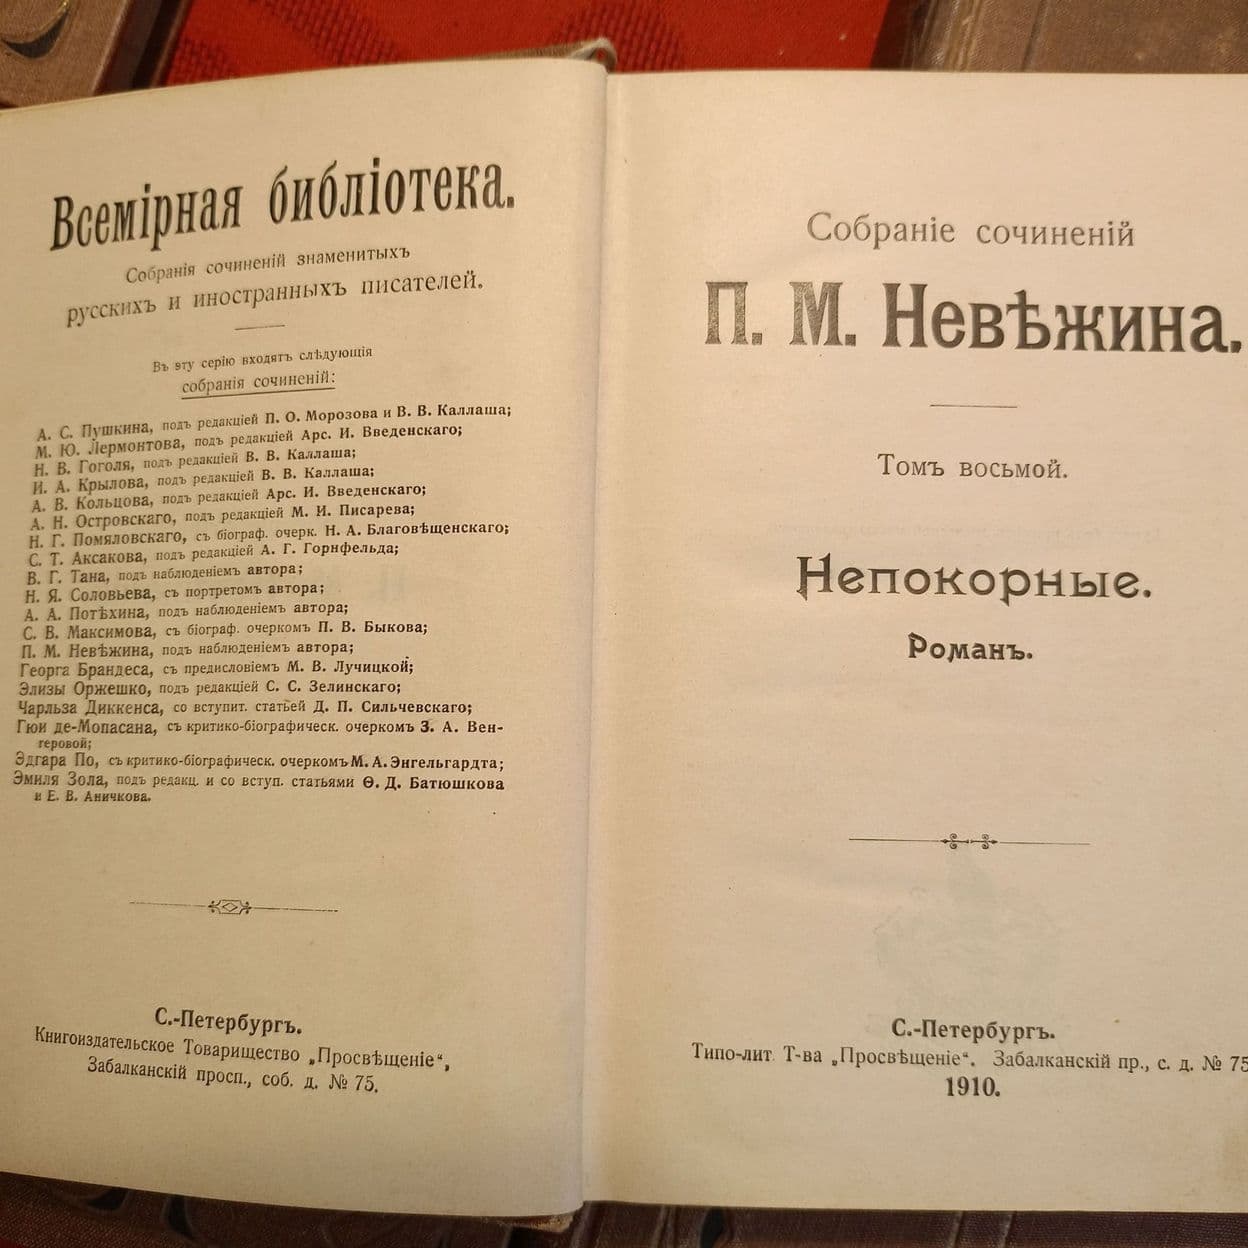 Всемірная библіотека.
Собранія сочиненій знаменитыхъ
русскихъ и иностранныхъ писателей.
Въ эту серію входятъ слѣдующія
собранія сочиненій:
А. С. Пушкина, подъ редакціей П. О. Морозова и В. В. Каллаша;
М. Ю. Лермонтова, подъ редакціей Арс. И. Введенскаго;
Н. В. Гоголя, подъ редакціей В. В. Каллаша;
И. А. Крылова, подъ редакціей В. В. Каллаша;
А. В. Кольцова, подъ редакціей Арс. И. Введенскаго;
А. Н. Островскаго, подъ редакціей М. И. Писарева;
Н. Г. Помяловскаго, съ біограф. очерк. Н. А. Благовѣщенскаго;
С. Т. Аксакова, подъ редакціей А. Г. Горнфельда;
В. Г. Тана, подъ наблюденіемъ автора;
Н. Я. Соловьева, съ портретомъ автора;
А. А. Потѣхина, подъ наблюденіемъ автора;
С. В. Максимова, съ біограф. очеркомъ П. В. Быкова;
П. М. Невѣжина, подъ наблюденіемъ автора;
Георга Брандеса, съ предисловіемъ М. В. Лучицкой;
Элизы Оржешко, подъ редакціей С. С. Зелинскаго;
Чарльза Диккенса, со вступит. статьей Д. П. Сильчевскаго;
Гюи де-Мопасана, съ критико-біографическ. очеркомъ З. А. Вен-
геровой;
Эдгара По, съ критико-біографическ. очеркомъ М. А. Энгельгардта;
Эмиля Зола, подъ редакц. и со вступ. статьями Ѳ. Д. Батюшкова
и Е. В. Аничкова.
С.-Петербургъ.
Книгоиздательское Товарищество „Просвѣщеніе“,
Забалканскій просп., соб. д. № 75.
Собраніе сочиненій
П. М. Невѣжина.
Томъ восьмой.
Непокорные.
Романъ.
С.-Петербургъ.
Типо-лит. Т-ва „Просвѣщеніе“. Забалканскій пр., с. д. № 75
1910.